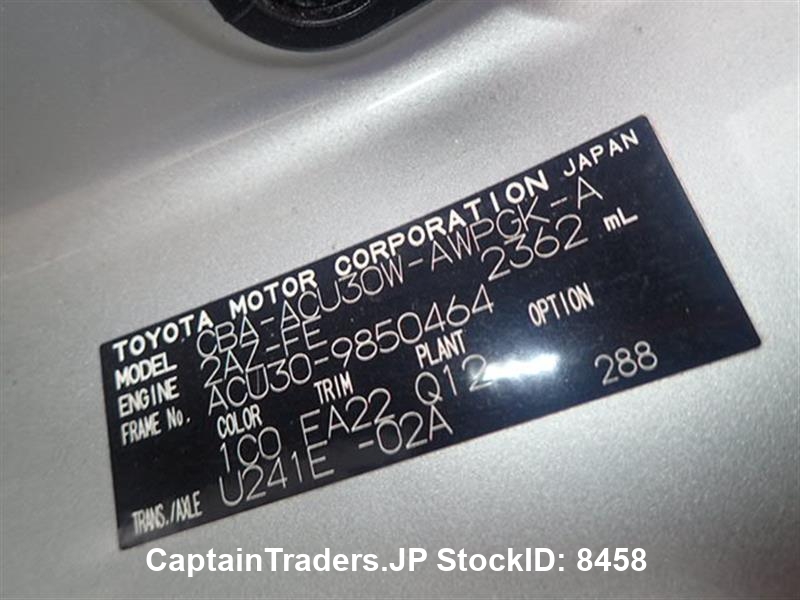 TOYOTA MOTOR CORPORATION JAPAN
MODEL CBA-ACU30W-AWPGK-A
ENGINE 2AZ-FE 2362 mL
FRAME No. ACU30-9850464
COLOR TRIM PLANT OPTION
1C0 FA22 Q12 288
TRANS./AXLE U241E -02A
CaptainTraders.JP StockID: 8458